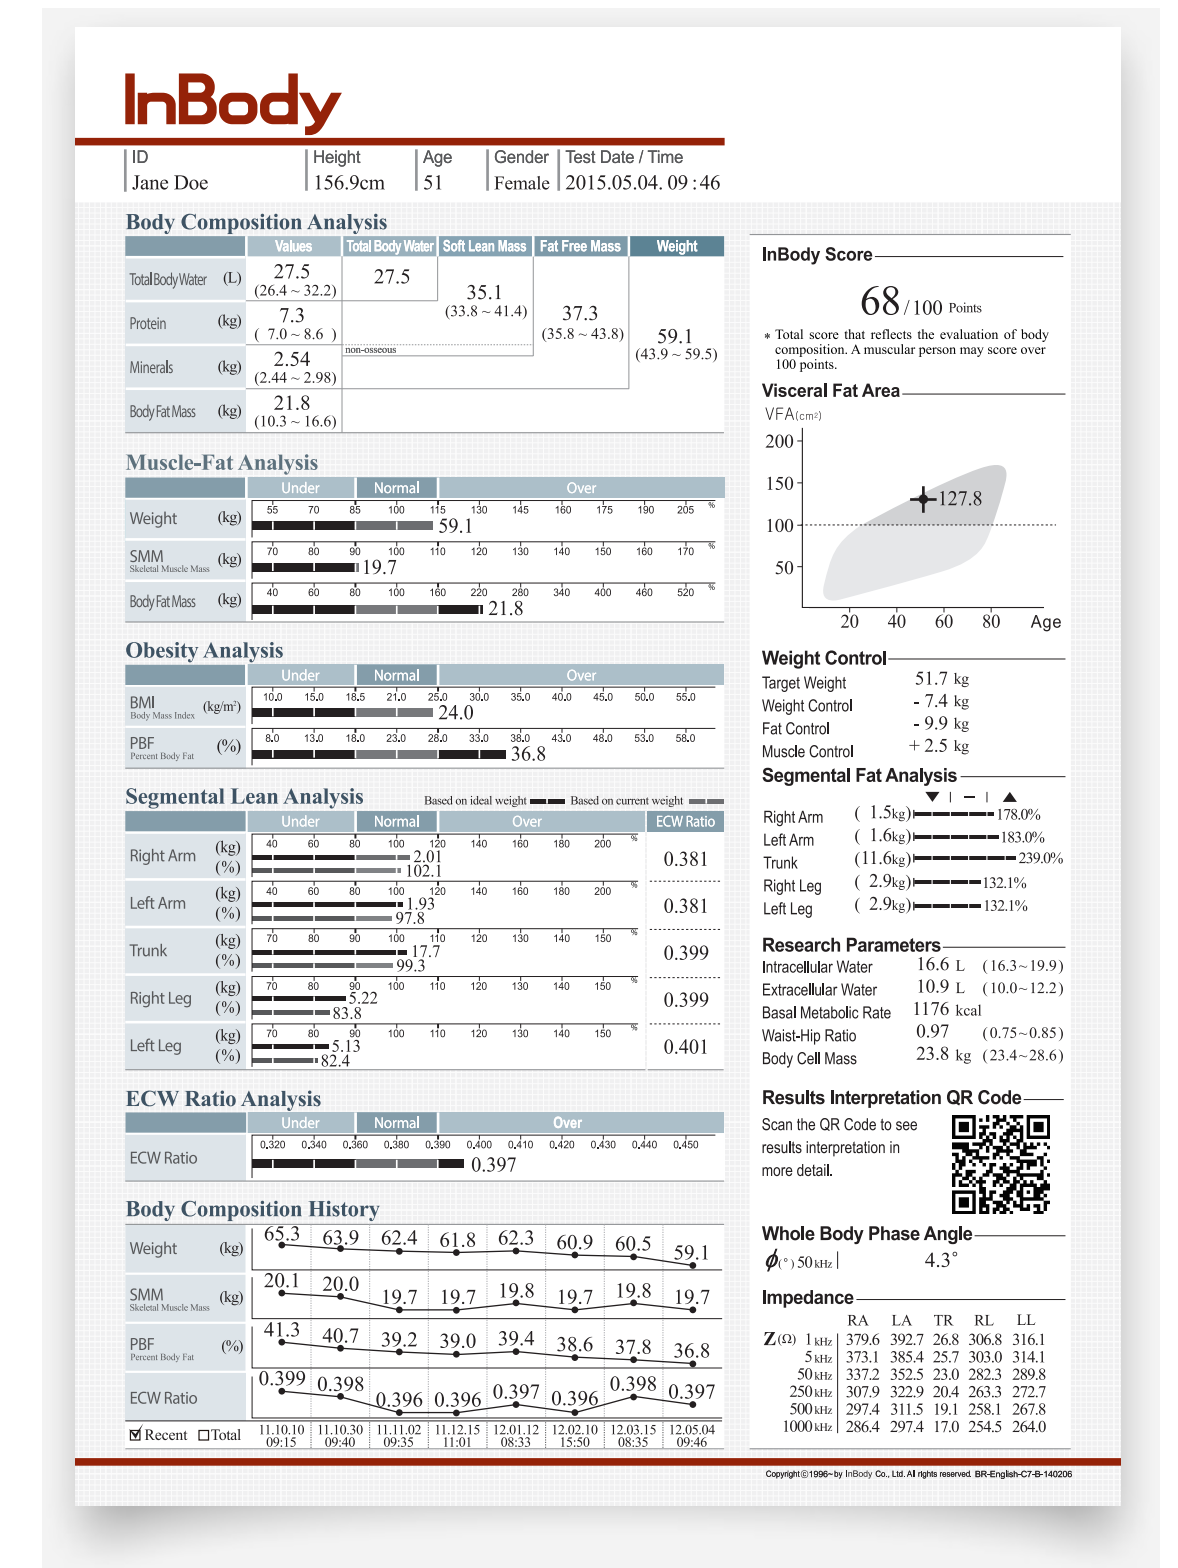 InBody
ID Height Age Gender Test Date / Time
Jane Doe 156.9cm 51 Female 2015.05.04. 09 : 46
Body Composition Analysis
Values Total Body Water Soft Lean Mass Fat Free Mass Weight
Total Body Water (L) 27.5 (26.4 ~ 32.2) 27.5 35.1 (33.8 ~ 41.4) 37.3 (35.8 ~ 43.8) 59.1 (43.9 ~ 59.5)
Protein (kg) 7.3 ( 7.0 ~ 8.6 )
non-osseous
Minerals (kg) 2.54 (2.44 ~ 2.98)
Body Fat Mass (kg) 21.8 (10.3 ~ 16.6)
Muscle-Fat Analysis
Under Normal Over
Weight (kg) 55 70 85 100 115 130 145 160 175 190 205 %
59.1
SMM (kg) 70 80 90 100 110 120 130 140 150 160 170 %
Skeletal Muscle Mass 19.7
Body Fat Mass (kg) 40 60 80 100 160 220 280 340 400 460 520 %
21.8
Obesity Analysis
Under Normal Over
BMI (kg/m²) 10.0 15.0 18.5 21.0 25.0 30.0 35.0 40.0 45.0 50.0 55.0
Body Mass Index 24.0
PBF (%) 8.0 13.0 18.0 23.0 28.0 33.0 38.0 43.0 48.0 53.0 58.0
Percent Body Fat 36.8
Segmental Lean Analysis Based on ideal weight Based on current weight
Under Normal Over ECW Ratio
Right Arm (kg) (%) 40 60 80 100 120 140 160 180 200 %
2.01
102.1
0.381
Left Arm (kg) (%) 40 60 80 100 120 140 160 180 200 %
1.93
97.8
0.381
Trunk (kg) (%) 70 80 90 100 110 120 130 140 150 %
17.7
99.3
0.399
Right Leg (kg) (%) 70 80 90 100 110 120 130 140 150 %
5.22
83.8
0.399
Left Leg (kg) (%) 70 80 90 100 110 120 130 140 150 %
5.13
82.4
0.401
ECW Ratio Analysis
Under Normal Over
0.320 0.340 0.360 0.380 0.390 0.400 0.410 0.420 0.430 0.440 0.450
ECW Ratio 0.397
Body Composition History
Weight (kg) 65.3 63.9 62.4 61.8 62.3 60.9 60.5 59.1
SMM (kg) 20.1 20.0 19.7 19.7 19.8 19.7 19.8 19.7
Skeletal Muscle Mass
PBF (%) 41.3 40.7 39.2 39.0 39.4 38.6 37.8 36.8
Percent Body Fat
ECW Ratio 0.399 0.398 0.396 0.396 0.397 0.396 0.398 0.397
Recent Total 11.10.10 11.10.30 11.11.02 11.12.15 12.01.12 12.02.10 12.03.15 12.05.04
09:15 09:40 09:35 11:01 08:33 15:50 08:35 09:46
InBody Score
68 /100 Points
* Total score that reflects the evaluation of body
composition. A muscular person may score over
100 points.
Visceral Fat Area
VFA(cm²)
200
150
127.8
100
50
20 40 60 80 Age
Weight Control
Target Weight 51.7 kg
Weight Control - 7.4 kg
Fat Control - 9.9 kg
Muscle Control + 2.5 kg
Segmental Fat Analysis
▼ | — | ▲
Right Arm ( 1.5kg) 178.0%
Left Arm ( 1.6kg) 183.0%
Trunk (11.6kg) 239.0%
Right Leg ( 2.9kg) 132.1%
Left Leg ( 2.9kg) 132.1%
Research Parameters
Intracellular Water 16.6 L (16.3~19.9)
Extracellular Water 10.9 L (10.0~12.2)
Basal Metabolic Rate 1176 kcal
Waist-Hip Ratio 0.97 (0.75~0.85)
Body Cell Mass 23.8 kg (23.4~28.6)
Results Interpretation QR Code
Scan the QR Code to see
results interpretation in
more detail.
Whole Body Phase Angle
ϕ(°) 50kHz | 4.3°
Impedance
RA LA TR RL LL
Z(Ω) 1 kHz 379.6 392.7 26.8 306.8 316.1
5 kHz 373.1 385.4 25.7 303.0 314.1
50 kHz 337.2 352.5 23.0 282.3 289.8
250 kHz 307.9 322.9 20.4 263.3 272.7
500 kHz 297.4 311.5 19.1 258.1 267.8
1000 kHz 286.4 297.4 17.0 254.5 264.0
Copyright©1996~by InBody Co., Ltd. All rights reserved. BR-English-C7-B-140206